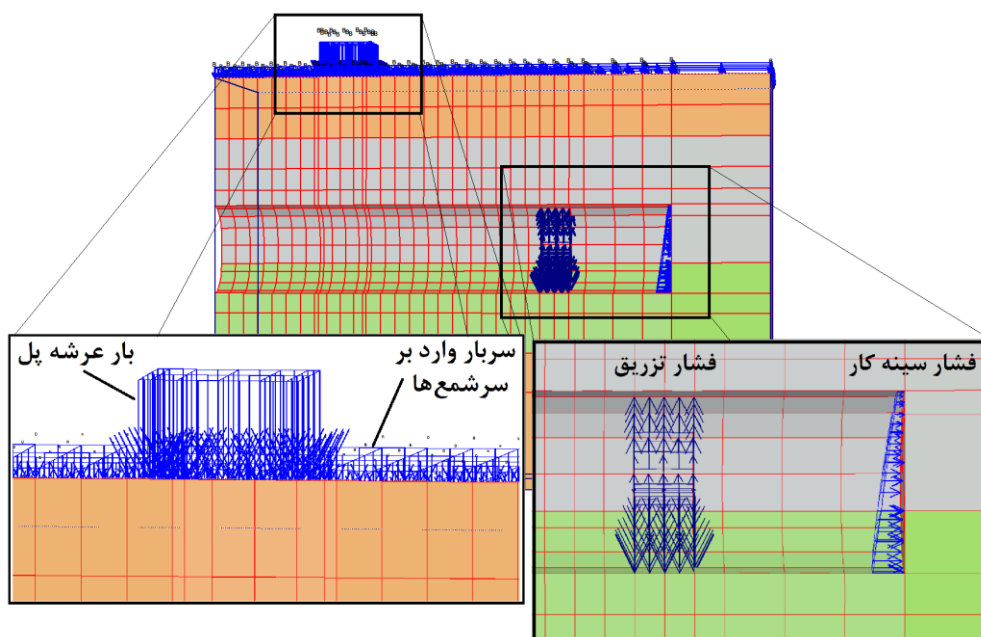 بار عرشه پل
سربار وارد بر
سرشمع‌ها
فشار تزریق
فشار سینه کار